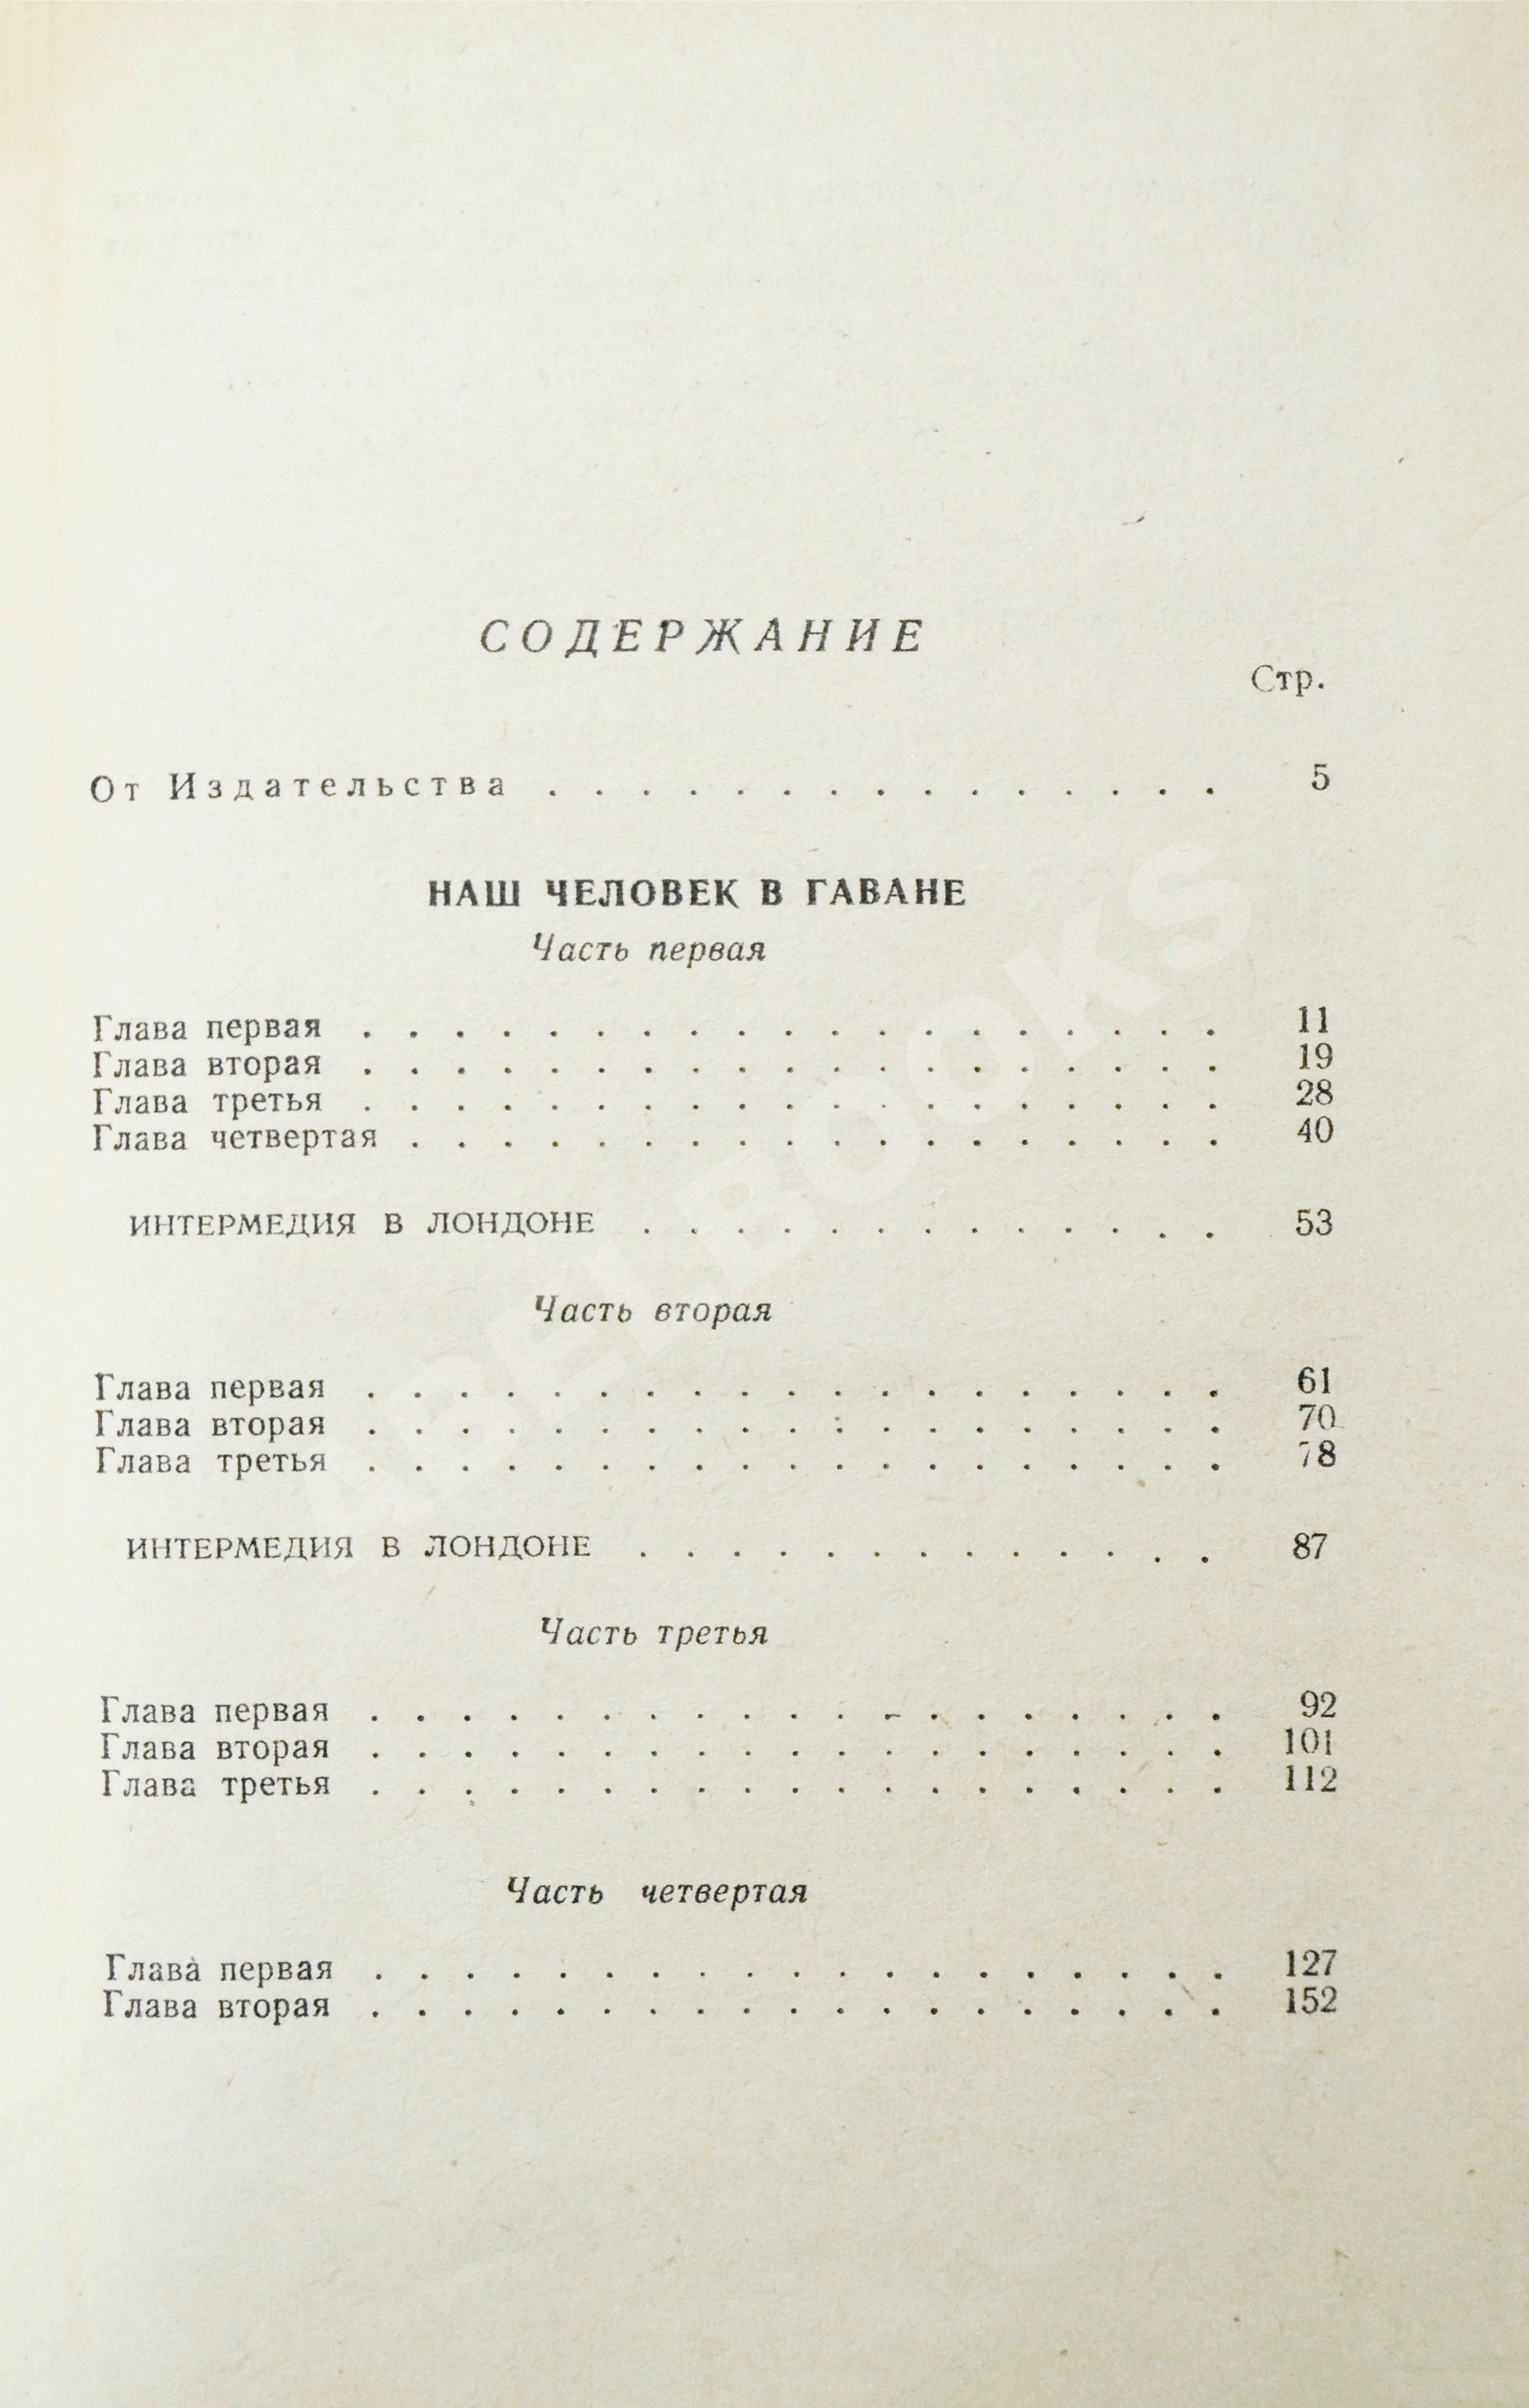 СОДЕРЖАНИЕ
Стр.
От Издательства . . . . . . . . . . . . . . . 5
НАШ ЧЕЛОВЕК В ГАВАНЕ
Часть первая
Глава первая . . . . . . . . . . . . . . . . . . . 11
Глава вторая . . . . . . . . . . . . . . . . . . . 19
Глава третья . . . . . . . . . . . . . . . . . . . 28
Глава четвертая . . . . . . . . . . . . . . . . . . 40
ИНТЕРМЕДИЯ В ЛОНДОНЕ . . . . . . . . . . . . . 53
Часть вторая
Глава первая . . . . . . . . . . . . . . . . . . . 61
Глава вторая . . . . . . . . . . . . . . . . . . . 70
Глава третья . . . . . . . . . . . . . . . . . . . 78
ИНТЕРМЕДИЯ В ЛОНДОНЕ . . . . . . . . . . . . . 87
Часть третья
Глава первая . . . . . . . . . . . . . . . . . . . 92
Глава вторая . . . . . . . . . . . . . . . . . . . 101
Глава третья . . . . . . . . . . . . . . . . . . . 112
Часть четвертая
Глава первая . . . . . . . . . . . . . . . . . . . 127
Глава вторая . . . . . . . . . . . . . . . . . . . 152